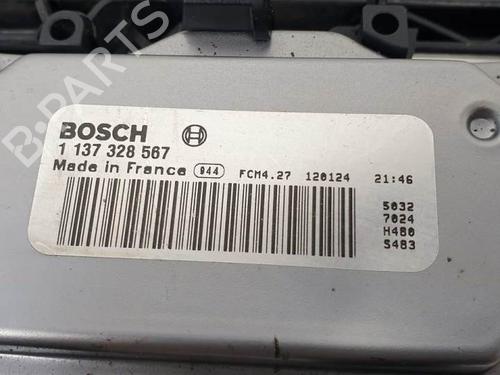 B-PARTS
BOSCH
1 137 328 567
Made in France 944 FCM4.27 120124 21:46
5032
7024
H480
S483